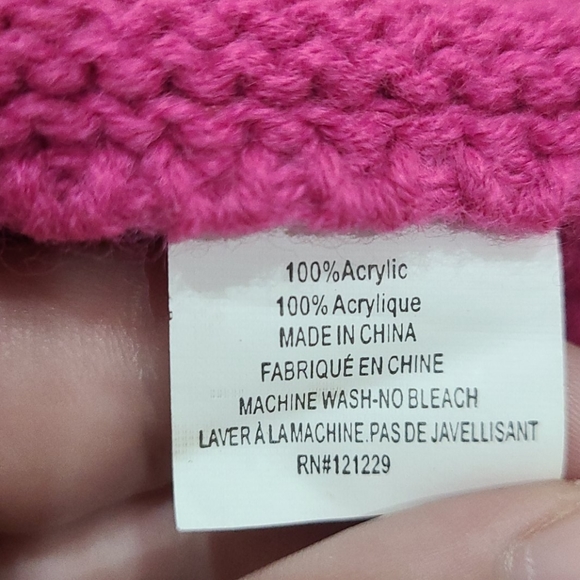 100% Acrylic
100% Acrylique
MADE IN CHINA
FABRIQUÉ EN CHINE
MACHINE WASH-NO BLEACH
LAVER À LA MACHINE.PAS DE JAVELLISANT
RN#121229